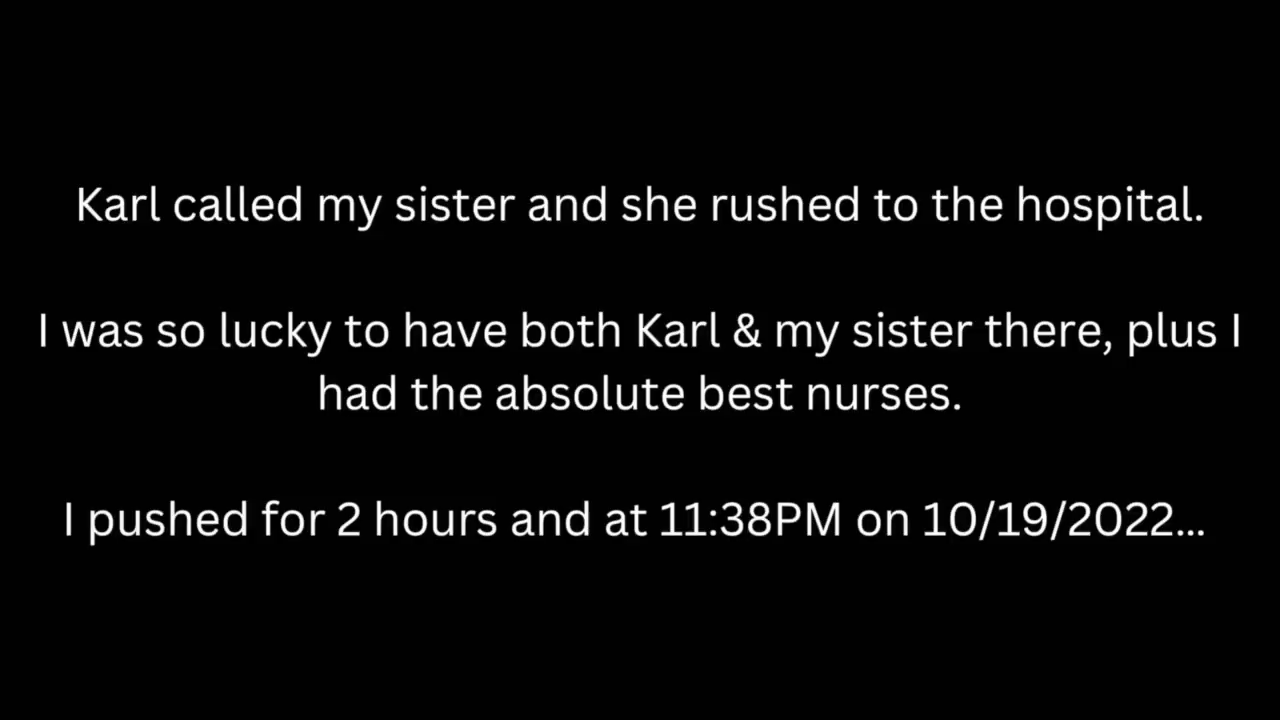 Karl called my sister and she rushed to the hospital.
I was so lucky to have both Karl & my sister there, plus I
had the absolute best nurses.
I pushed for 2 hours and at 11:38PM on 10/19/2022...